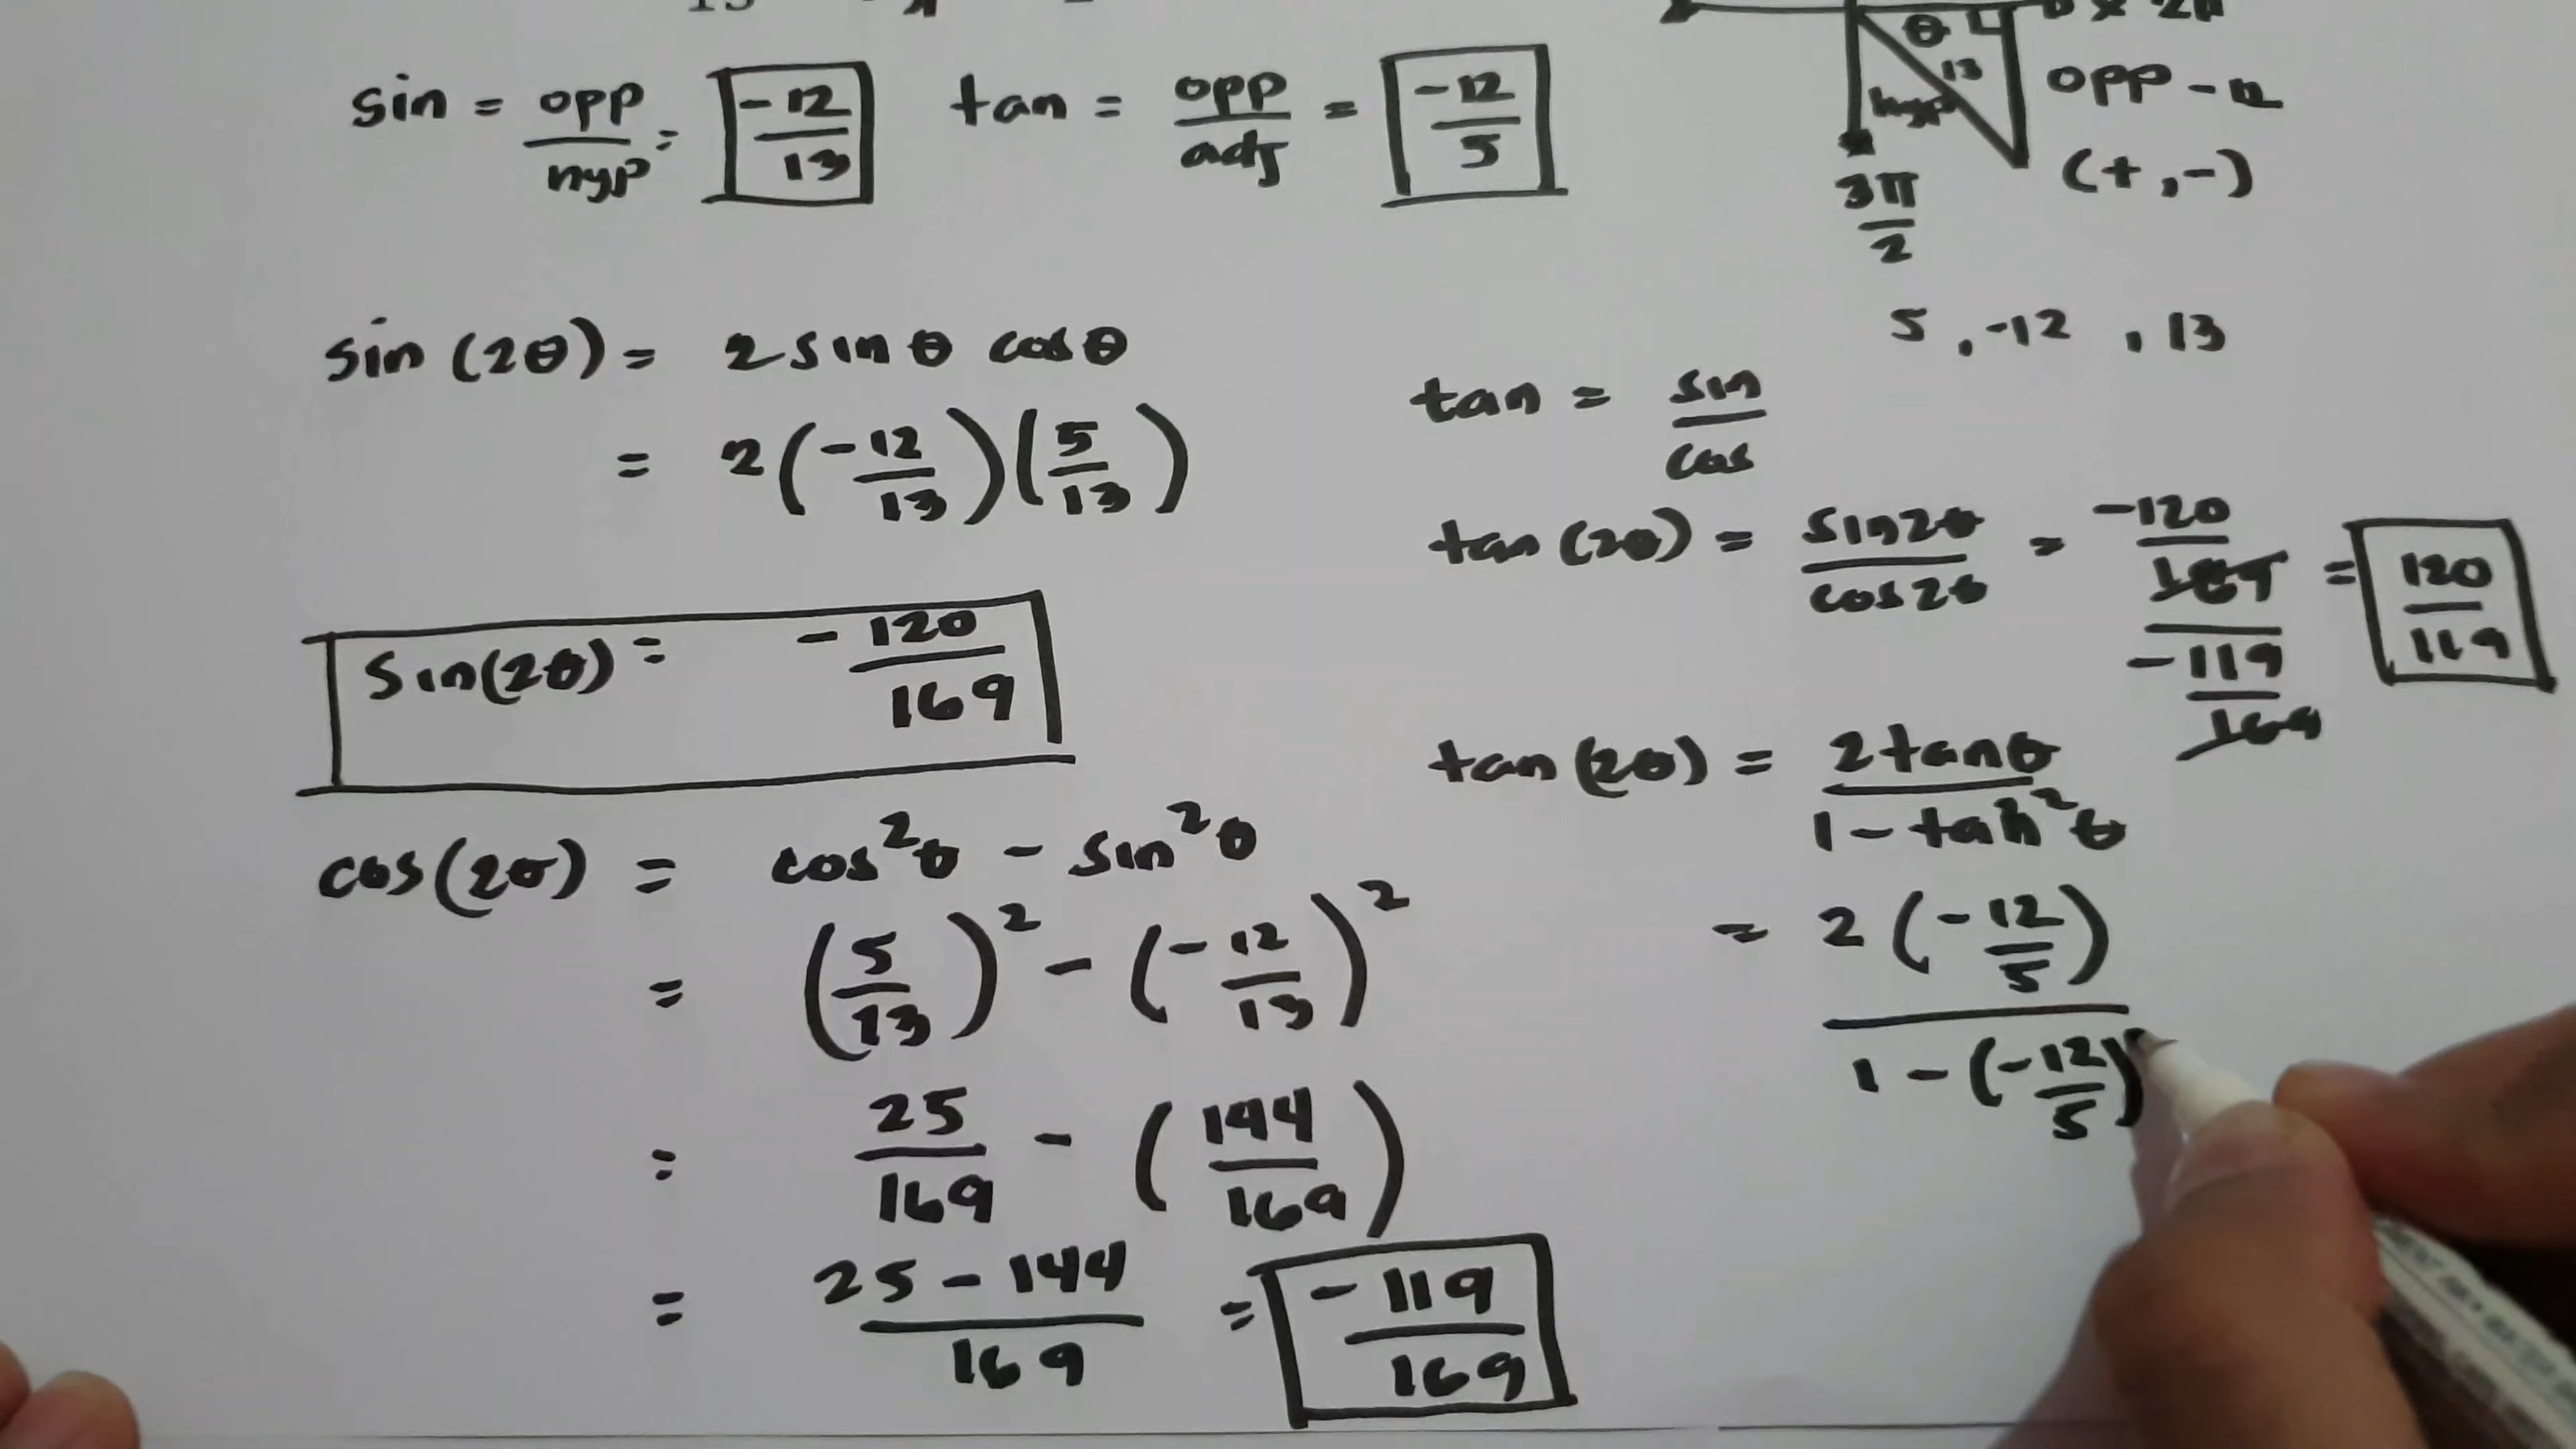 sin = opp/hyp = -12/13
tan = opp/adj = -12/5
θ
13
hyp
opp -12
(+,-)
3π/2
5, -12, 13
sin(2θ) = 2 sin θ cos θ
= 2(-12/13)(5/13)
Sin(2θ) = -120/169
cos(2θ) = cos²θ - sin²θ
= (5/13)² - (-12/13)²
= 25/169 - (144/169)
= 25 - 144/169 = -119/169
tan = sin/cos
tan(2θ) = sin2θ/cos2θ = -120/169/-119/169 = 120/119
tan(2θ) = 2tanθ/1 - tan²θ
= 2(-12/5)/1 - (-12/5)